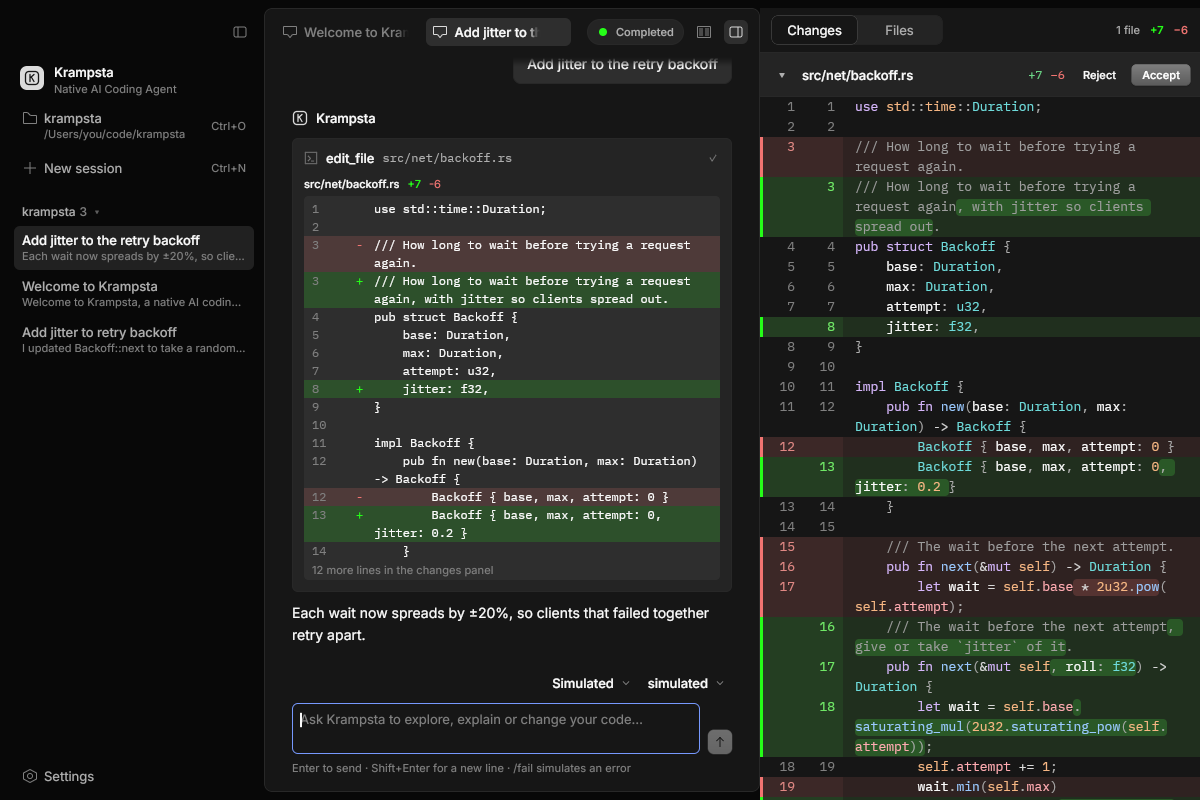 Krampsta
Native AI Coding Agent
krampsta
/Users/you/code/krampsta
Ctrl+O
New session
Ctrl+N
krampsta 3
Add jitter to the retry backoff
Each wait now spreads by ±20%, so clie...
Welcome to Krampsta
Welcome to Krampsta, a native AI codin...
Add jitter to retry backoff
I updated Backoff::next to take a random...
Settings
Welcome to Kra
Add jitter to t
Completed
Add jitter to the retry backoff
Krampsta
edit_file src/net/backoff.rs
src/net/backoff.rs +7 -6
1 use std::time::Duration;
2
3 - /// How long to wait before trying a request
again.
3 + /// How long to wait before trying a request
again, with jitter so clients spread out.
4 pub struct Backoff {
5 base: Duration,
6 max: Duration,
7 attempt: u32,
8 + jitter: f32,
9 }
10
11 impl Backoff {
12 pub fn new(base: Duration, max: Duration)
-> Backoff {
12 - Backoff { base, max, attempt: 0 }
13 + Backoff { base, max, attempt: 0,
jitter: 0.2 }
14 }
12 more lines in the changes panel
Each wait now spreads by ±20%, so clients that failed together
retry apart.
Simulated
simulated
Ask Krampsta to explore, explain or change your code...
Enter to send · Shift+Enter for a new line · /fail simulates an error
Changes
Files
1 file +7 −6
src/net/backoff.rs
+7 −6
Reject
Accept
1 1 use std::time::Duration;
2 2
3 /// How long to wait before trying a
request again.
3 /// How long to wait before trying a
request again, with jitter so clients
spread out.
4 4 pub struct Backoff {
5 5 base: Duration,
6 6 max: Duration,
7 7 attempt: u32,
8 jitter: f32,
8 9 }
9 10
10 11 impl Backoff {
11 12 pub fn new(base: Duration, max:
Duration) -> Backoff {
12 Backoff { base, max, attempt: 0 }
13 Backoff { base, max, attempt: 0,
jitter: 0.2 }
13 14 }
14 15
15 /// The wait before the next attempt.
16 pub fn next(&mut self) -> Duration {
17 let wait = self.base * 2u32.pow(
self.attempt);
16 /// The wait before the next attempt,
give or take `jitter` of it.
17 pub fn next(&mut self, roll: f32) ->
Duration {
18 let wait = self.base.
saturating_mul(2u32.saturating_pow(self.
attempt));
18 19 self.attempt += 1;
19 wait.min(self.max)